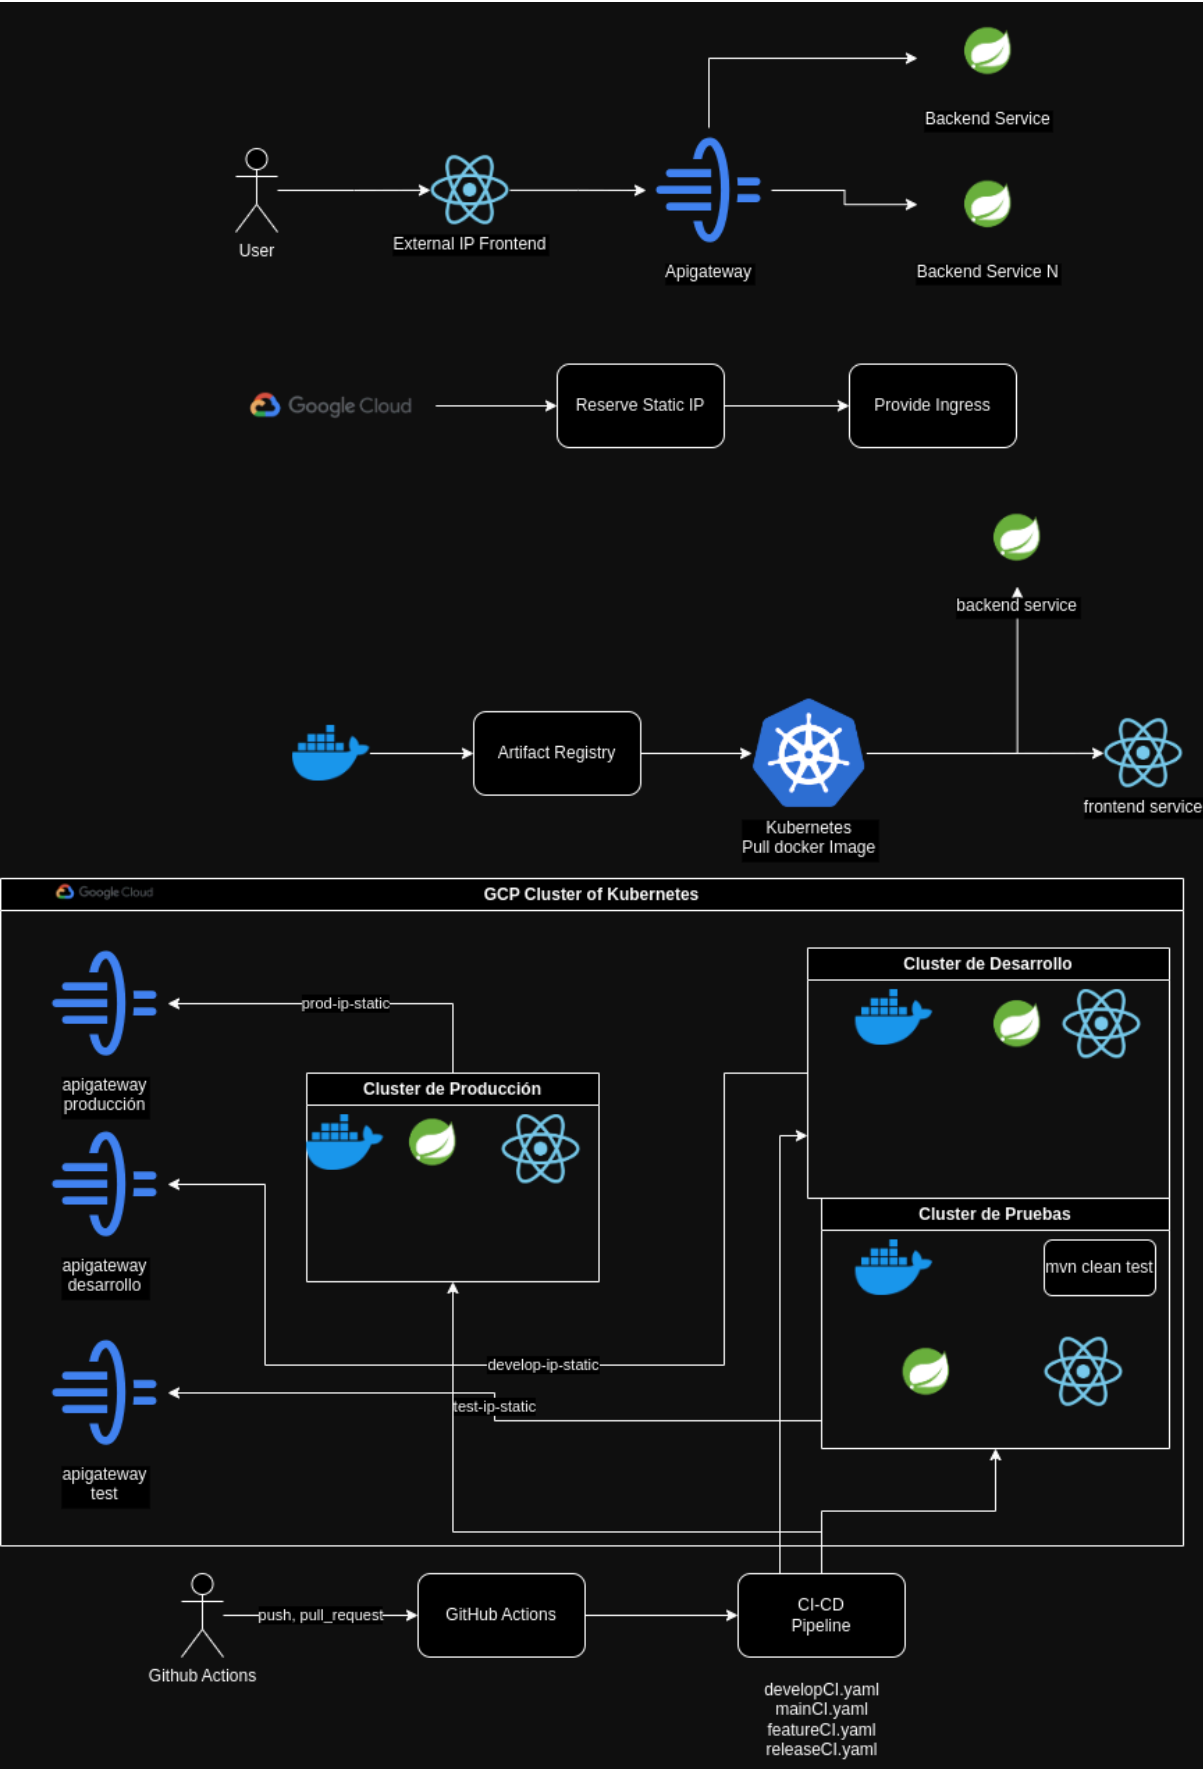 Backend Service
User
External IP Frontend
Apigateway
Backend Service N
Google Cloud
Reserve Static IP
Provide Ingress
backend service
Artifact Registry
Kubernetes
Pull docker Image
frontend service
Google Cloud
GCP Cluster of Kubernetes
Cluster de Desarrollo
prod-ip-static
apigateway
producción
Cluster de Producción
apigateway
desarrollo
Cluster de Pruebas
mvn clean test
develop-ip-static
test-ip-static
apigateway
test
push, pull_request
GitHub Actions
CI-CD
Pipeline
Github Actions
developCI.yaml
mainCI.yaml
featureCI.yaml
releaseCI.yaml